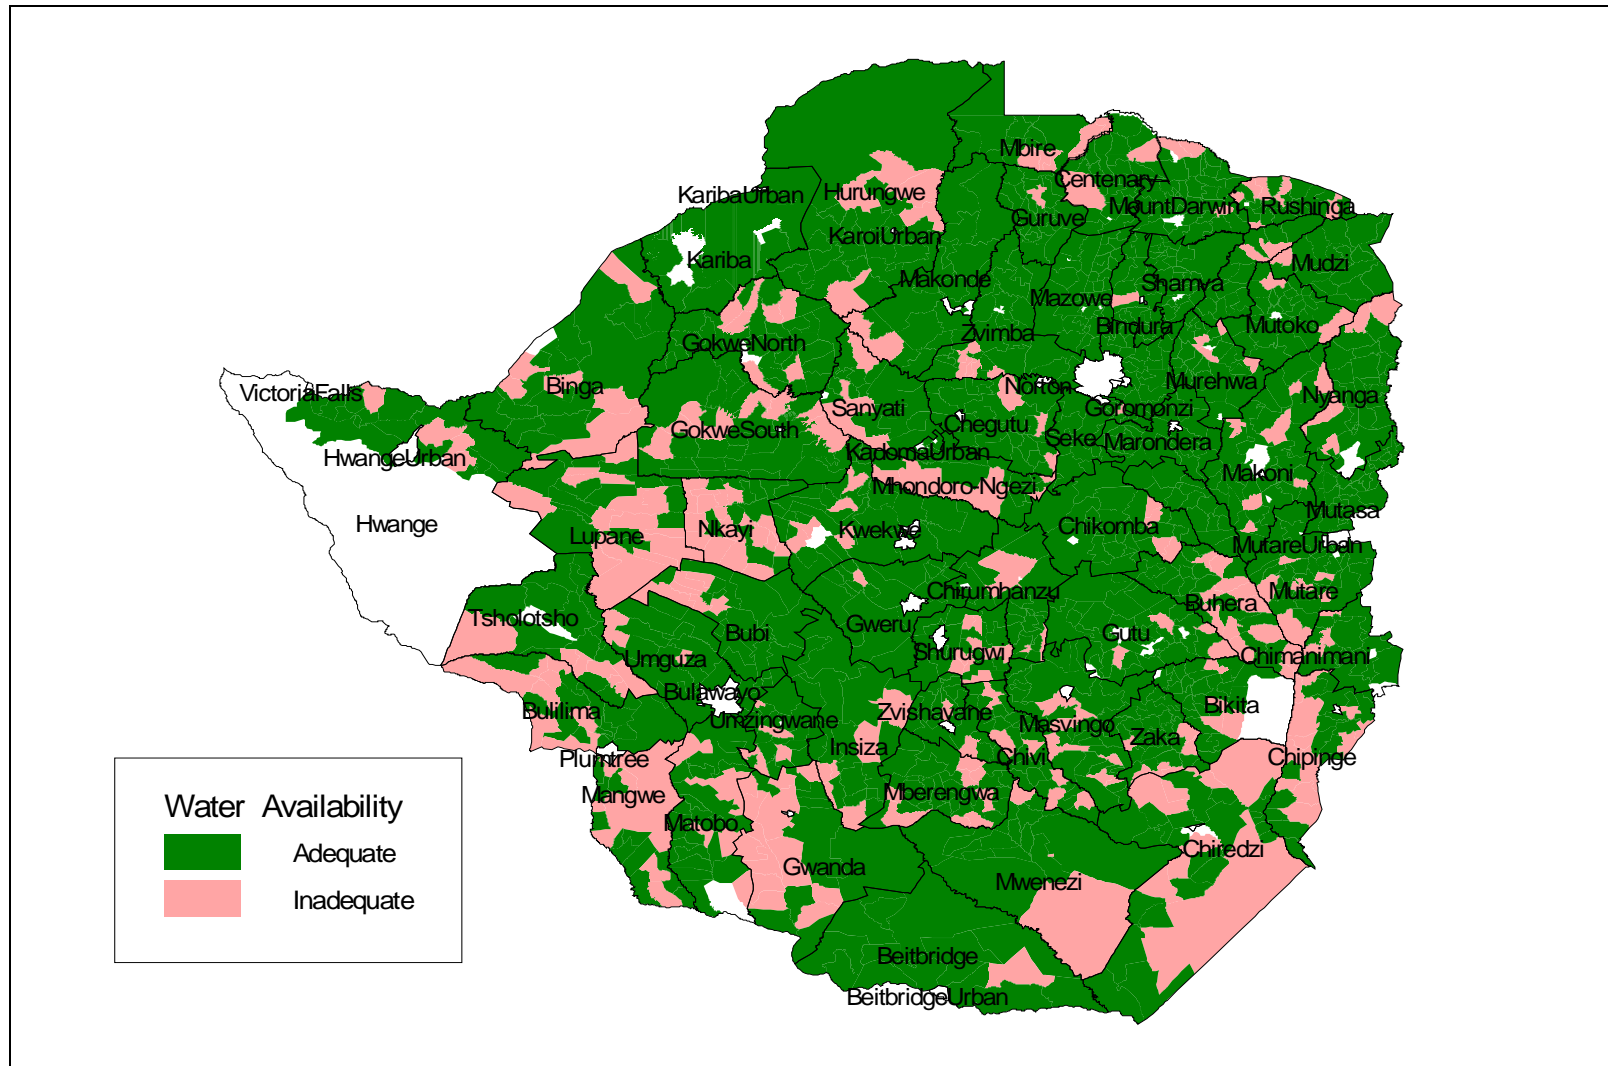 Mbire
Centenary
KaribaUrban
Hurungwe
MountDarwin
Rushinga
Guruve
KaroiUrban
Kariba
Makonde
Mudzi
Shamva
Mazowe
Bindura
Mutoko
Zvimba
GokweNorth
VictoriaFalls
Binga
Norton
Murehwa
Nyanga
Sanyati
Goromonzi
Chegutu
GokweSouth
Seke
Marondera
KadomaUrban
HwangeUrban
Makoni
Mhondoro-Ngezi
Mutasa
Hwange
Lupane
Nkayi
Kwekwe
Chikomba
MutareUrban
Chirumhanzu
Mutare
Buhera
Tsholotsho
Bubi
Gweru
Gutu
Shurugwi
Umguza
Chimanimani
Bulawayo
Bikita
Bulilima
Umzingwane
Zvishavane
Masvingo
Zaka
Insiza
Chivi
Plumtree
Chipinge
Mangwe
Mberengwa
Matobo
Chiredzi
Gwanda
Mwenezi
Beitbridge
BeitbridgeUrban
Water Availability
Adequate
Inadequate